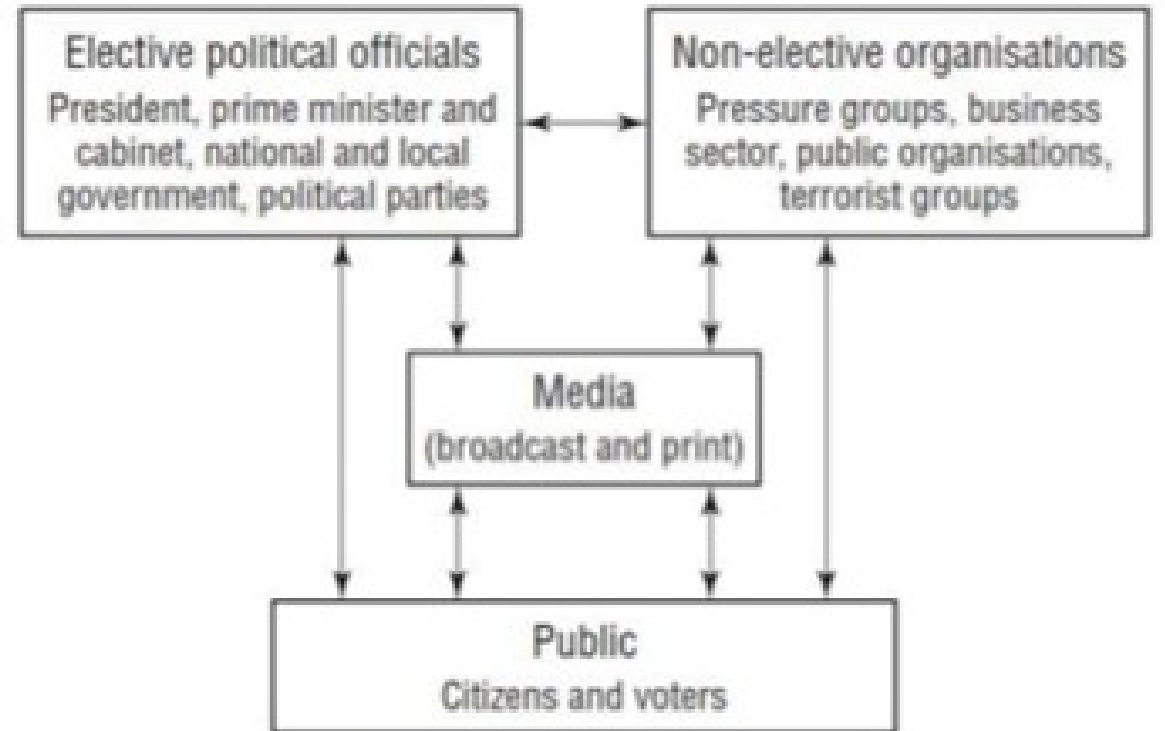 Elective political officials
President, prime minister and
cabinet, national and local
government, political parties
Non-elective organisations
Pressure groups, business
sector, public organisations,
terrorist groups
Media
(broadcast and print)
Public
Citizens and voters